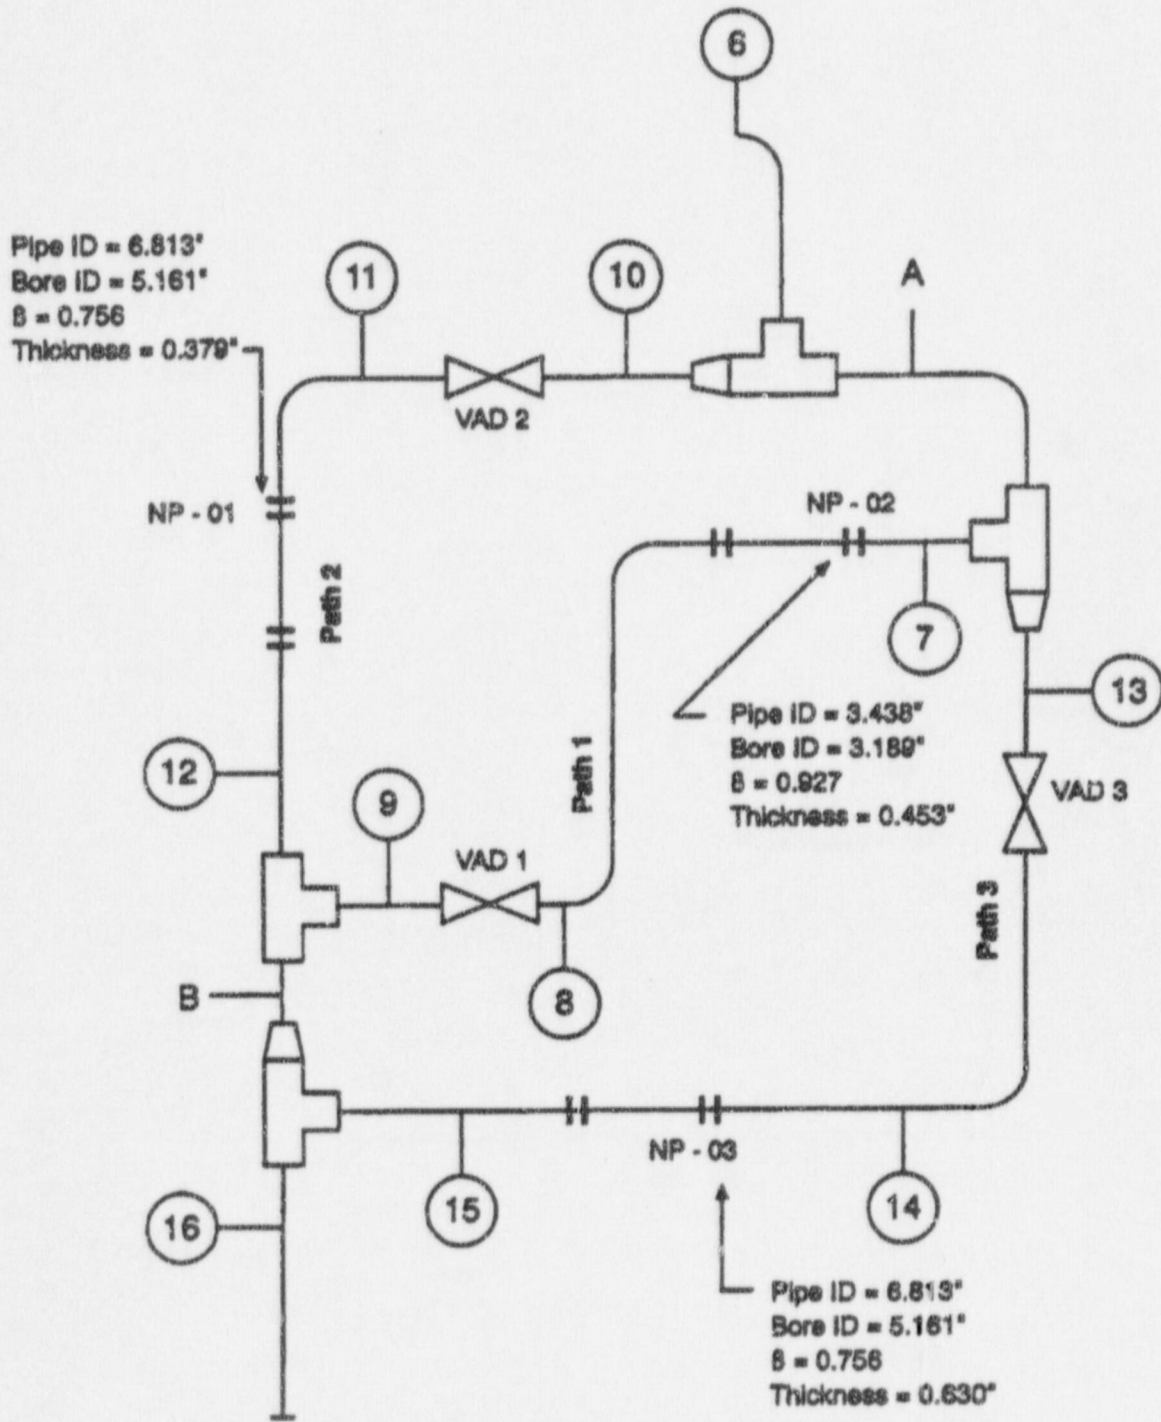 6
Pipe ID = 6.813"
Bore ID = 5.161"
ß = 0.756
Thickness = 0.379"
11
10
A
VAD 2
NP - 01
NP - 02
Path 2
7
13
Pipe ID = 3.438"
Bore ID = 3.189"
ß = 0.927
Thickness = 0.453"
Path 1
12
9
VAD 3
VAD 1
Path 3
B
8
NP - 03
16
15
14
Pipe ID = 6.813"
Bore ID = 5.161"
ß = 0.756
Thickness = 0.630"